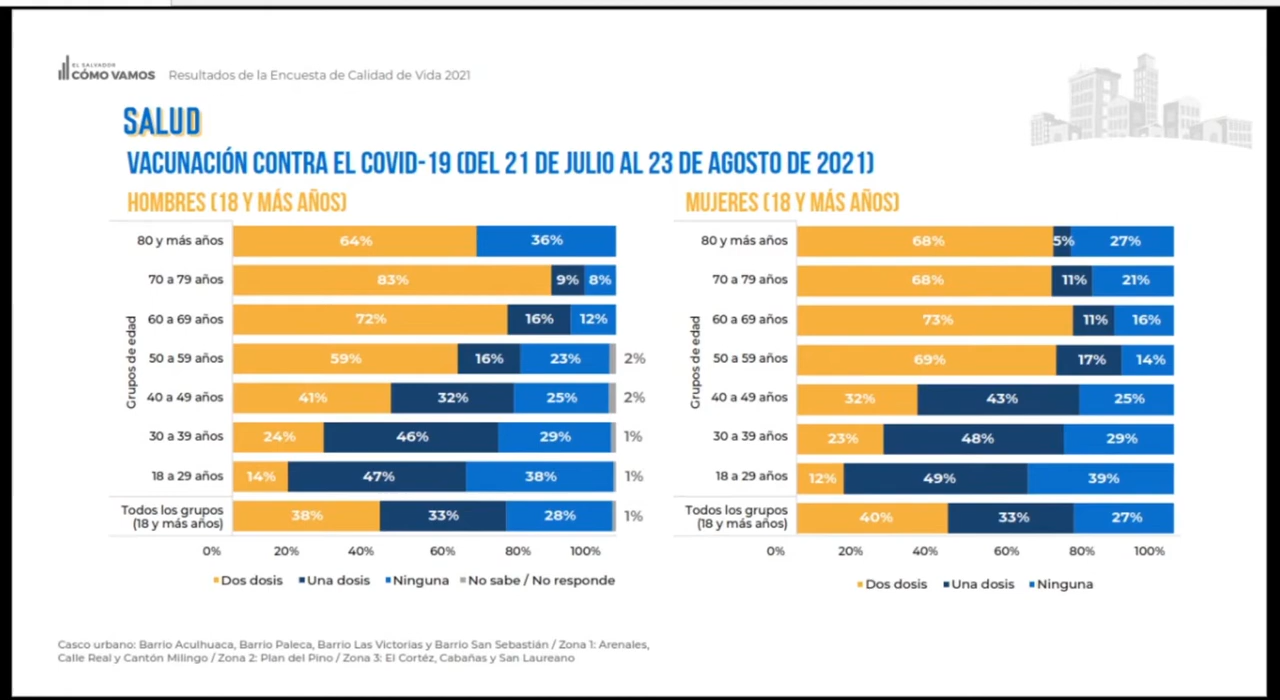 EL SALVADOR
CÓMO VAMOS
Resultados de la Encuesta de Calidad de Vida 2021
SALUD
VACUNACIÓN CONTRA EL COVID-19 (DEL 21 DE JULIO AL 23 DE AGOSTO DE 2021)
HOMBRES (18 Y MÁS AÑOS)
Grupos de edad
80 y más años 64% 36%
70 a 79 años 83% 9% 8%
60 a 69 años 72% 16% 12%
50 a 59 años 59% 16% 23% 2%
40 a 49 años 41% 32% 25% 2%
30 a 39 años 24% 46% 29% 1%
18 a 29 años 14% 47% 38% 1%
Todos los grupos
(18 y más años) 38% 33% 28% 1%
0% 20% 40% 60% 80% 100%
Dos dosis Una dosis Ninguna No sabe / No responde
MUJERES (18 Y MÁS AÑOS)
Grupos de edad
80 y más años 68% 5% 27%
70 a 79 años 68% 11% 21%
60 a 69 años 73% 11% 16%
50 a 59 años 69% 17% 14%
40 a 49 años 32% 43% 25%
30 a 39 años 23% 48% 29%
18 a 29 años 12% 49% 39%
Todos los grupos
(18 y más años) 40% 33% 27%
0% 20% 40% 60% 80% 100%
Dos dosis Una dosis Ninguna
Casco urbano: Barrio Aculhuaca, Barrio Paleca, Barrio Las Victorias y Barrio San Sebastián / Zona 1: Arenales,
Calle Real y Cantón Milingo / Zona 2: Plan del Pino / Zona 3: El Cortéz, Cabañas y San Laureano